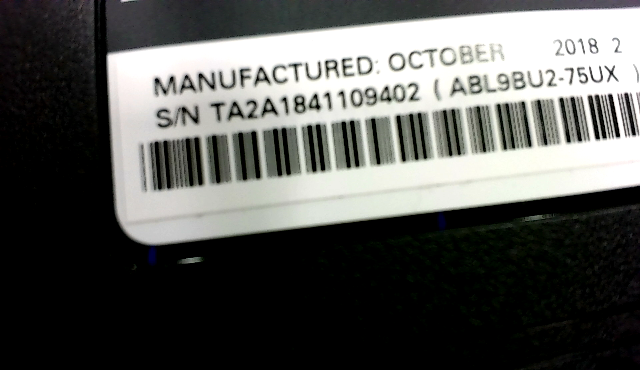 MANUFACTURED: OCTOBER 2018 2
S/N TA2A1841109402 ( ABL9BU2-75UX )